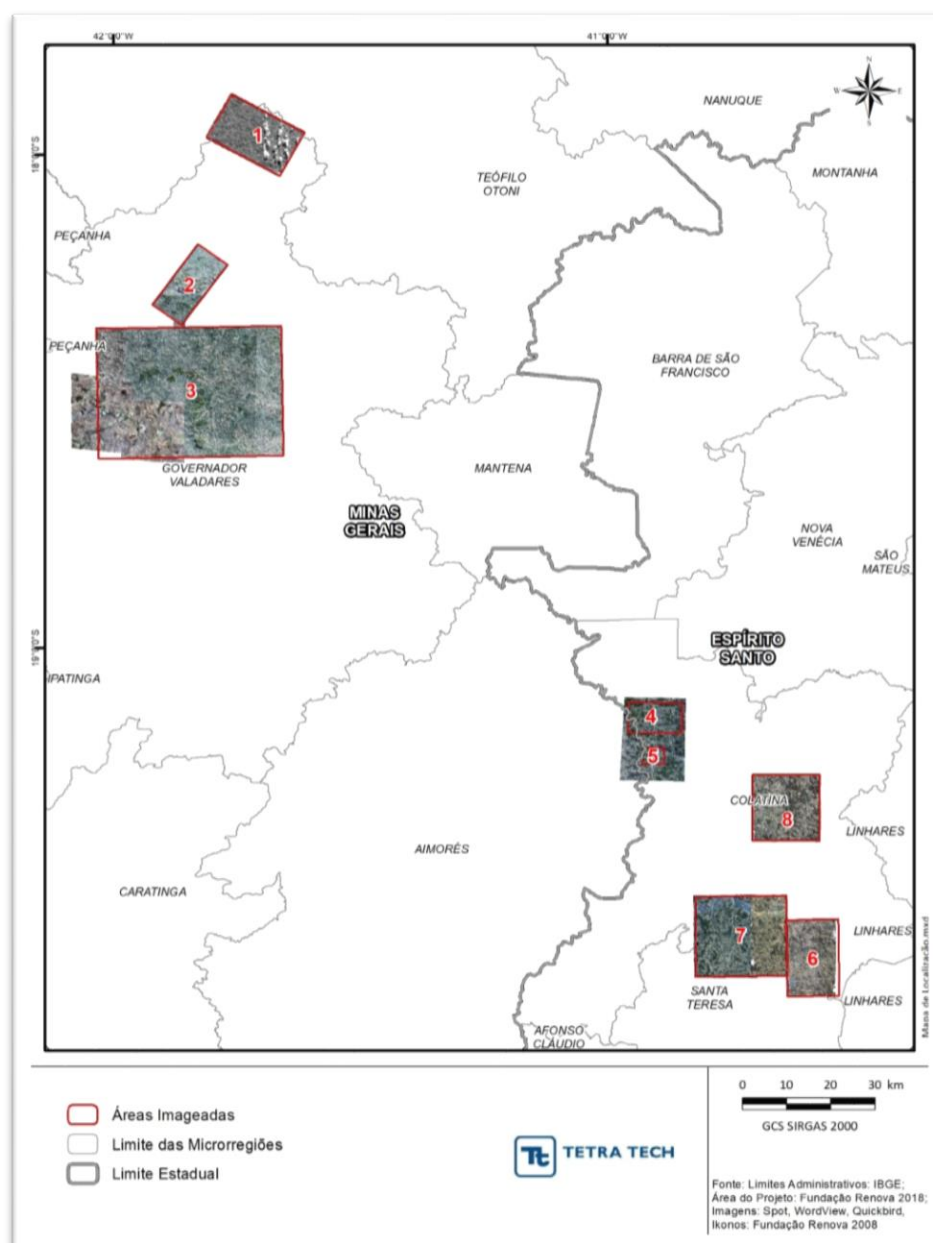 42°0'0"W
41°0'0"W
N
W
E
S
NANUQUE
1
18°0'0"S
MONTANHA
TEÓFILO
OTONI
PEÇANHA
2
PEÇANHA
BARRA DE SÃO
FRANCISCO
3
MANTENA
GOVERNADOR
VALADARES
MINAS
GERAIS
NOVA
VENÉCIA
SÃO
MATEUS
19°0'0"S
ESPÍRITO
SANTO
IPATINGA
4
5
COLATINA
8
LINHARES
AIMORÉS
CARATINGA
LINHARES
7
6
SANTA
TERESA
LINHARES
AFONSO
CLÁUDIO
Mapa de Localização.mxd
Áreas Imageadas
Limite das Microrregiões
Limite Estadual
Tt TETRA TECH
0 10 20 30 km
GCS SIRGAS 2000
Fonte: Limites Administrativos: IBGE;
Área do Projeto: Fundação Renova 2018;
Imagens: Spot, WordView, Quickbird,
Ikonos: Fundação Renova 2008